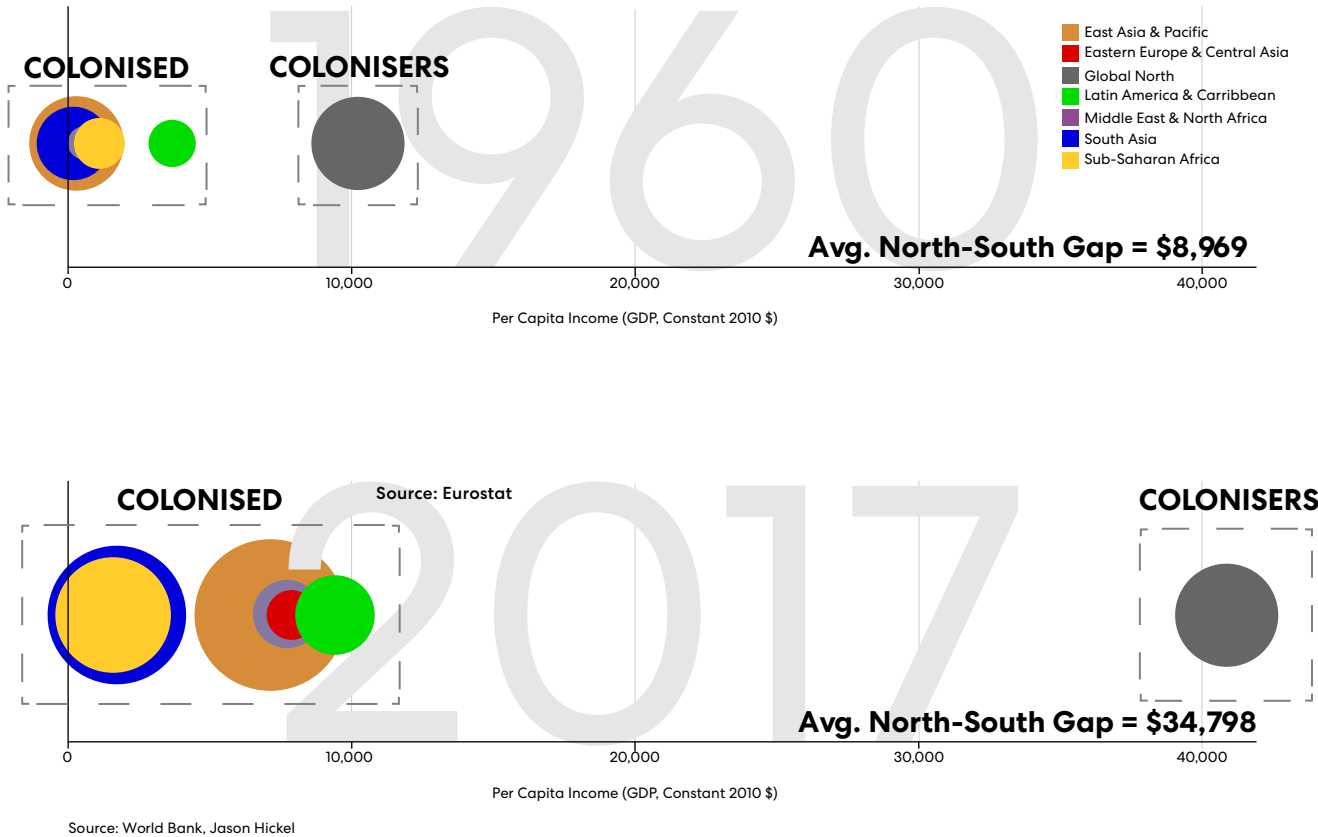 1960
East Asia & Pacific
Eastern Europe & Central Asia
Global North
Latin America & Carribbean
Middle East & North Africa
South Asia
Sub-Saharan Africa
COLONISED
COLONISERS
Avg. North-South Gap = $8,969
0
10,000
20,000
30,000
40,000
Per Capita Income (GDP, Constant 2010 $)
2017
COLONISED
Source: Eurostat
COLONISERS
Avg. North-South Gap = $34,798
0
10,000
20,000
30,000
40,000
Per Capita Income (GDP, Constant 2010 $)
Source: World Bank, Jason Hickel